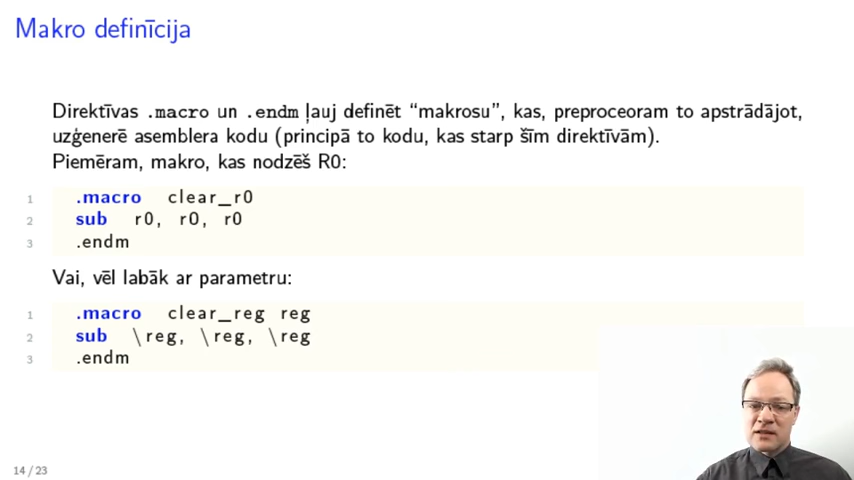 Makro definīcija
Direktīvas .macro un .endm ļauj definēt “makrosu”, kas, preproceoram to apstrādājot,
uzģenerē asemblera kodu (principā to kodu, kas starp šīm direktīvām).
Piemēram, makro, kas nodzēš R0:
1 .macro clear_r0
2 sub r0, r0, r0
3 .endm
Vai, vēl labāk ar parametru:
1 .macro clear_reg reg
2 sub \reg, \reg, \reg
3 .endm
14 / 23